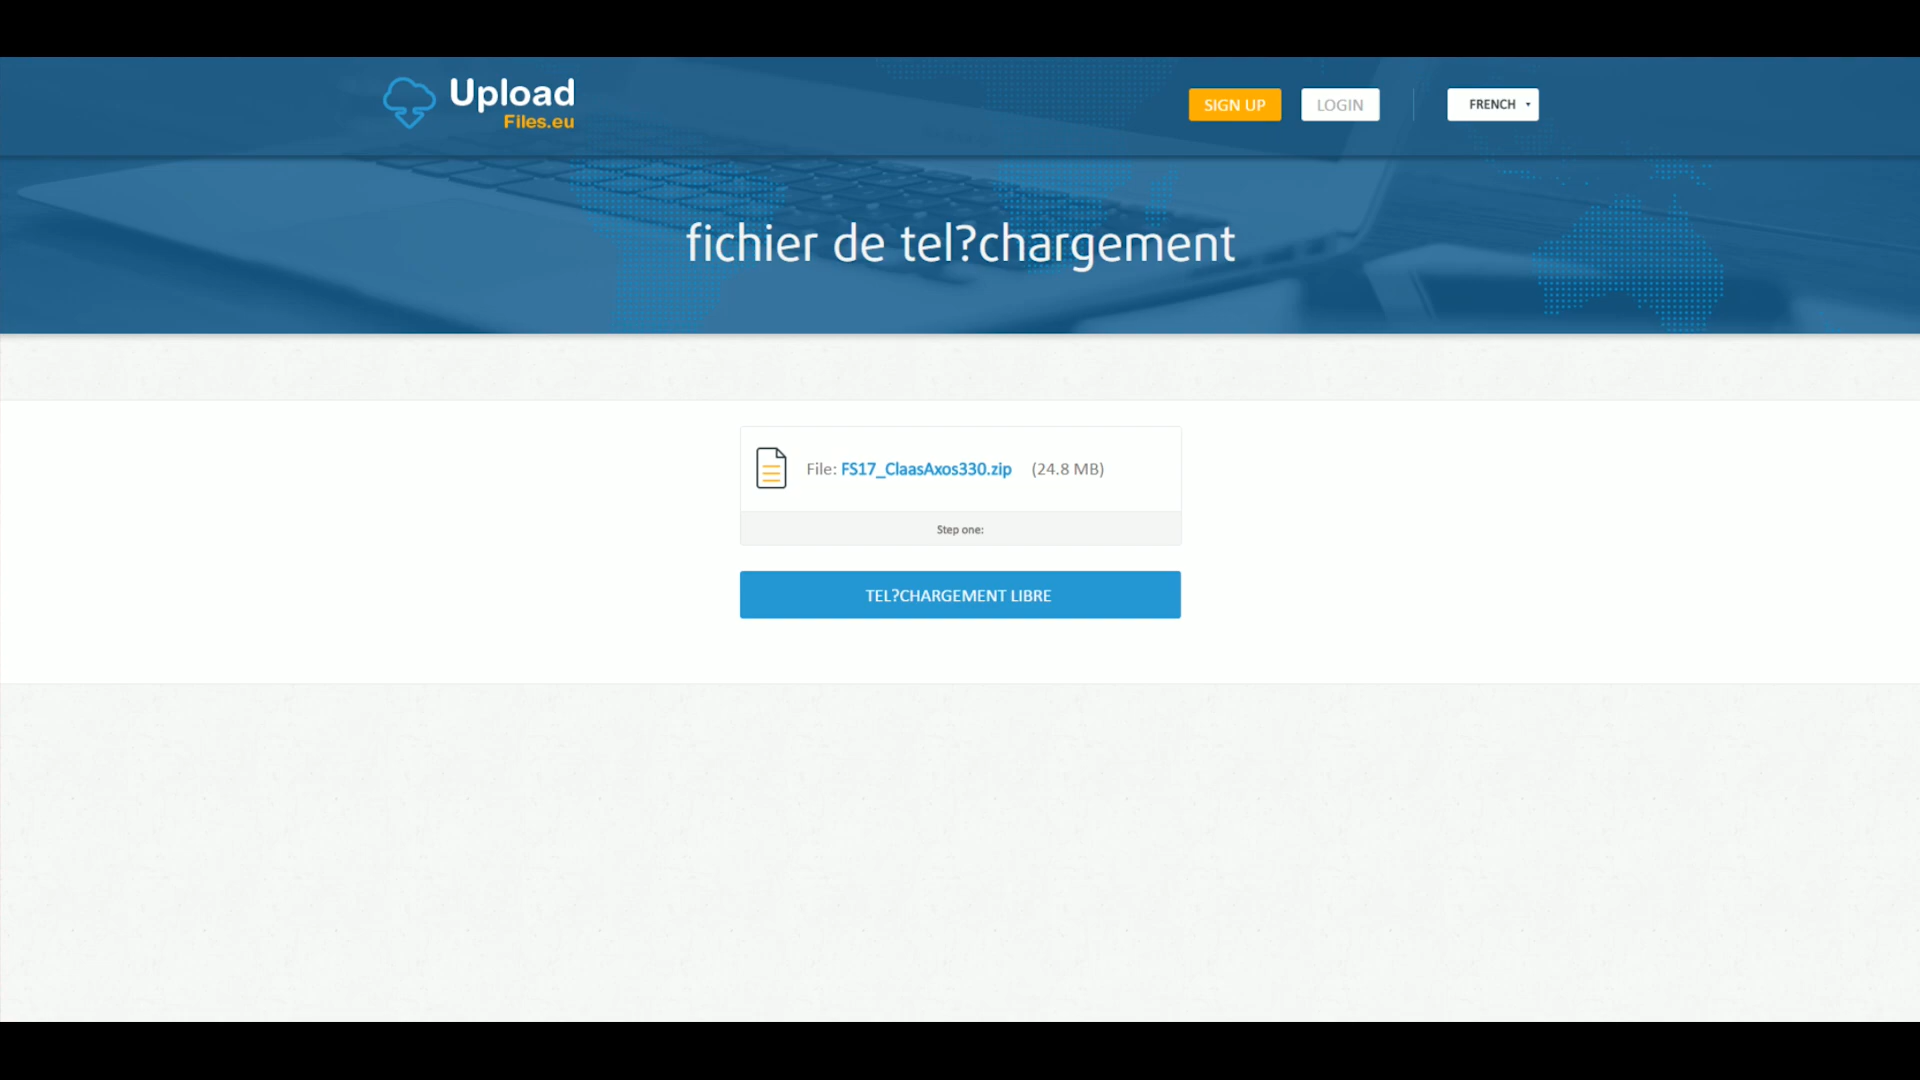 Upload
Files.eu
SIGN UP
LOGIN
FRENCH
fichier de tel?chargement
File: FS17_ClaasAxos330.zip (24.8 MB)
Step one:
TEL?CHARGEMENT LIBRE